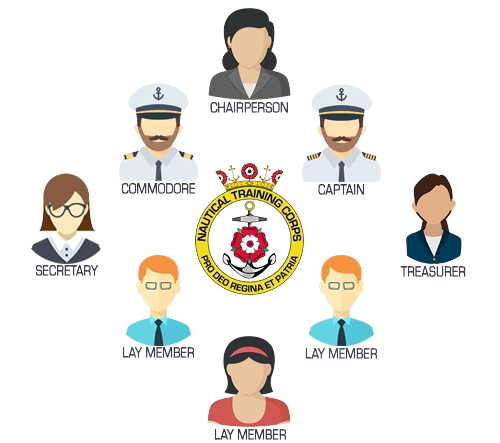 CHAIRPERSON
COMMODORE
CAPTAIN
NAUTICAL TRAINING CORPS
PRO DEO REGINA ET PATRIA
SECRETARY
TREASURER
LAY MEMBER
LAY MEMBER
LAY MEMBER